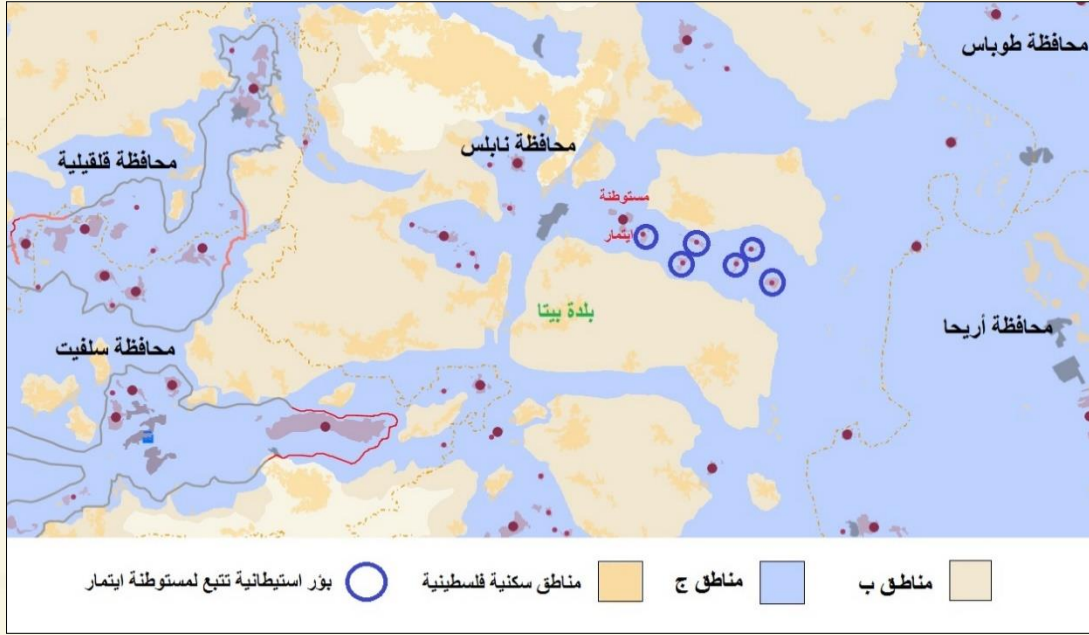 محافظة طوباس
محافظة نابلس
محافظة قلقيلية
مستوطنة
ايتمار
بلدة بيتا
محافظة أريحا
محافظة سلفيت
مناطق ب
مناطق ج
مناطق سكنية فلسطينية
بؤر استيطانية تتبع لمستوطنة ايتمار